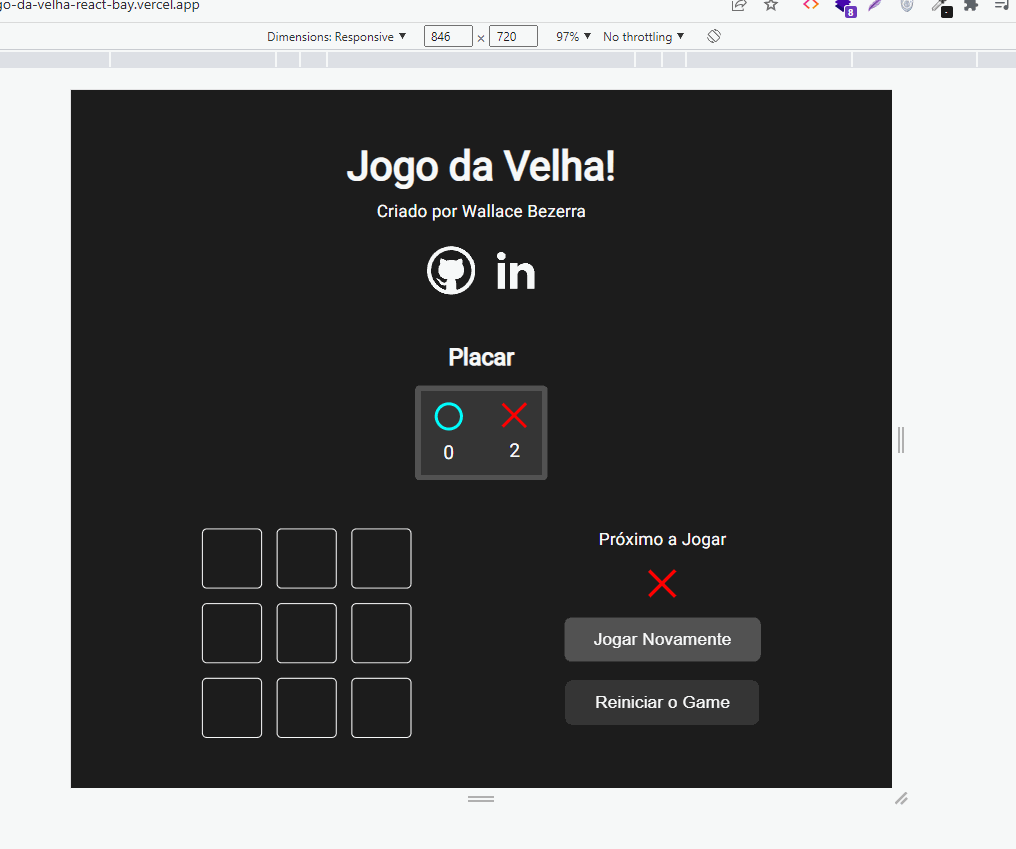 go-da-velha-react-bay.vercel.app
8
Dimensions: Responsive 846 × 720 97% No throttling
Jogo da Velha!
Criado por Wallace Bezerra
in
Placar
0 2
Próximo a Jogar
Jogar Novamente
Reiniciar o Game